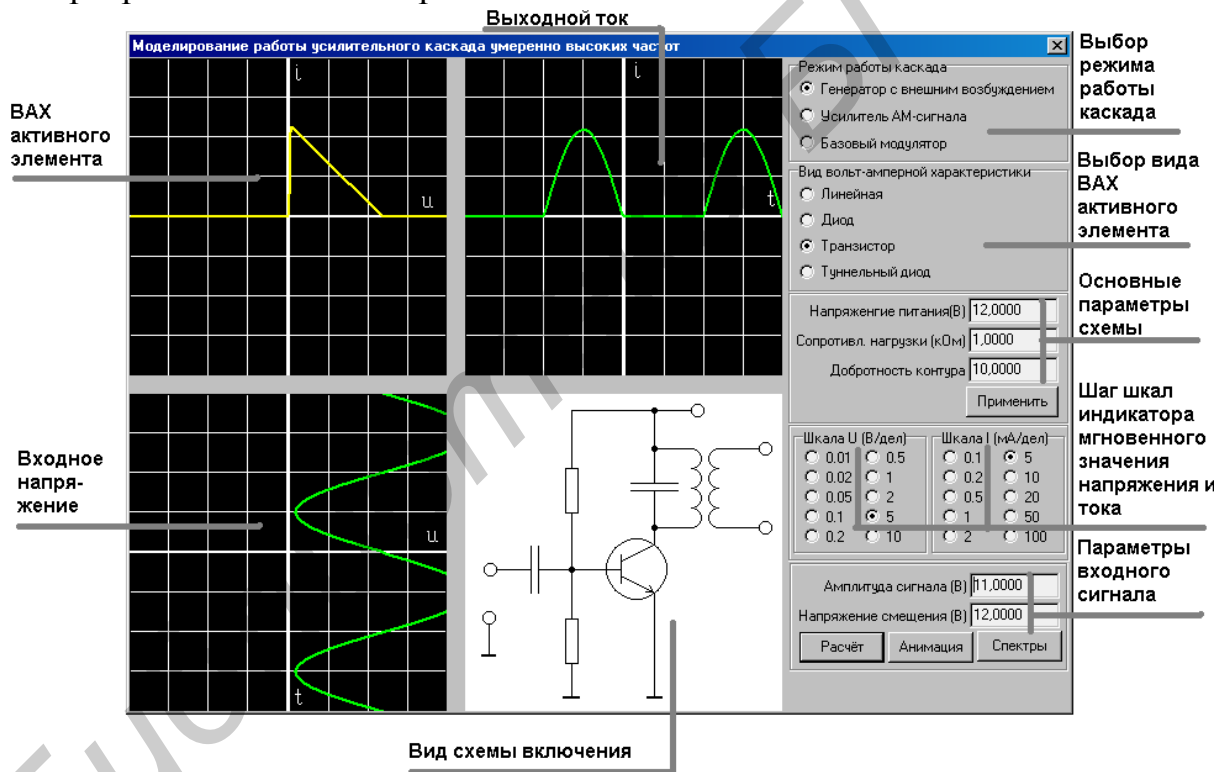 Выходной ток
Моделирование работы усилительного каскада умеренно высоких частот
ВАХ
активного
элемента
i
u
i
t
Режим работы каскада
Генератор с внешним возбуждением
Усилитель АМ-сигнала
Базовый модулятор
Выбор
режима
работы
каскада
Вид вольт-амперной характеристики
Линейная
Диод
Транзистор
Туннельный диод
Выбор вида
ВАХ
активного
элемента
Напряженгие питания(В) 12,0000
Сопротивл. нагрузки (кОм) 1,0000
Добротность контура 10,0000
Применить
Основные
параметры
схемы
Входное
напря-
жение
u
t
Шкала U (В/дел)
0.01 0.5
0.02 1
0.05 2
0.1 5
0.2 10
Шкала I (мА/дел)
0.1 5
0.2 10
0.5 20
1 50
2 100
Шаг шкал
индикатора
мгновенного
значения
напряжения и
тока
Амплитуда сигнала (В) 11,0000
Напряжение смещения (В) 12,0000
Расчёт Анимация Спектры
Параметры
входного
сигнала
Вид схемы включения